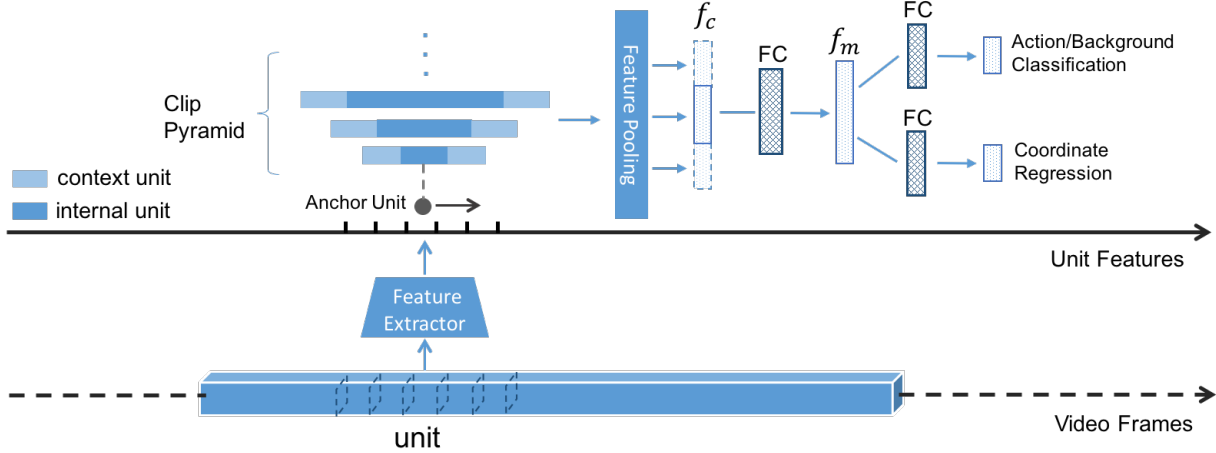 Clip
Pyramid
context unit
internal unit
Anchor Unit
Feature Pooling
f_c
FC
f_m
FC
Action/Background
Classification
FC
Coordinate
Regression
Unit Features
Feature
Extractor
unit
Video Frames